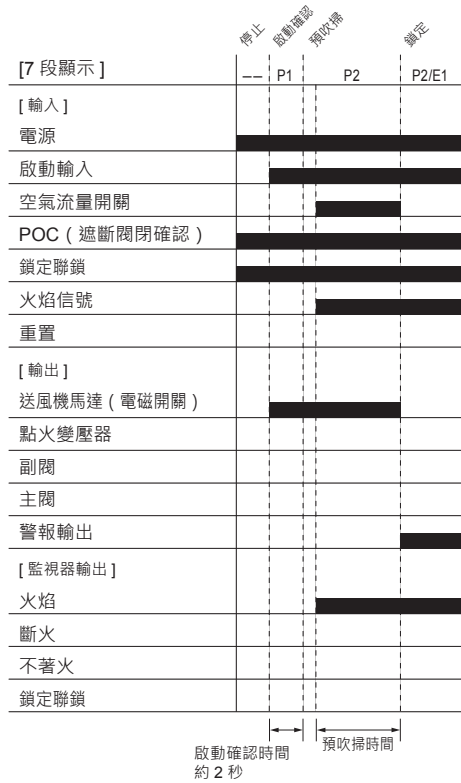 停止
啟動確認
預吹掃
鎖定
[7 段顯示]
−− P1 P2 P2/E1
[ 輸入 ]
電源
啟動輸入
空氣流量開關
POC ( 遮斷閥閉確認 )
鎖定聯鎖
火焰信號
重置
[ 輸出 ]
送風機馬達 ( 電磁開關 )
點火變壓器
副閥
主閥
警報輸出
[ 監視器輸出 ]
火焰
斷火
不著火
鎖定聯鎖
啟動確認時間
約 2 秒
預吹掃時間